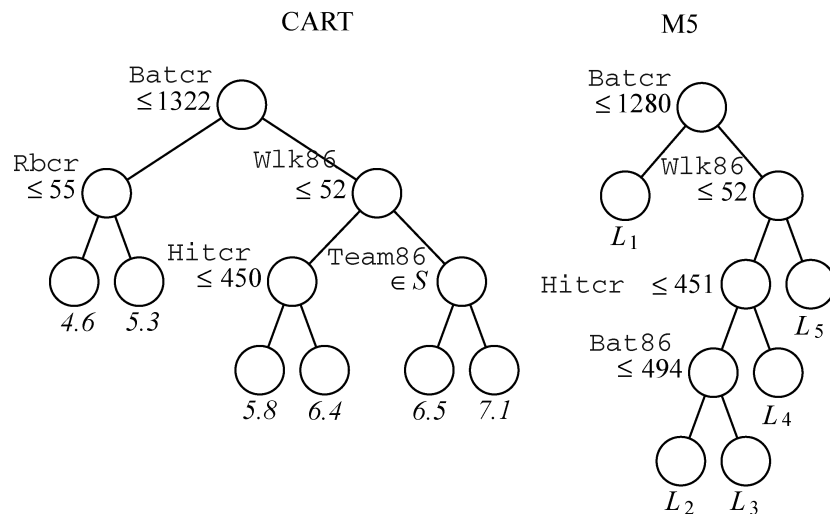 CART
Batcr
≤ 1322
Rbcr
≤ 55
Wlk86
≤ 52
Hitcr
≤ 450
Team86
∈ S
4.6
5.3
5.8
6.4
6.5
7.1
M5
Batcr
≤ 1280
Wlk86
≤ 52
L1
Hitcr ≤ 451
L5
Bat86
≤ 494
L4
L2
L3